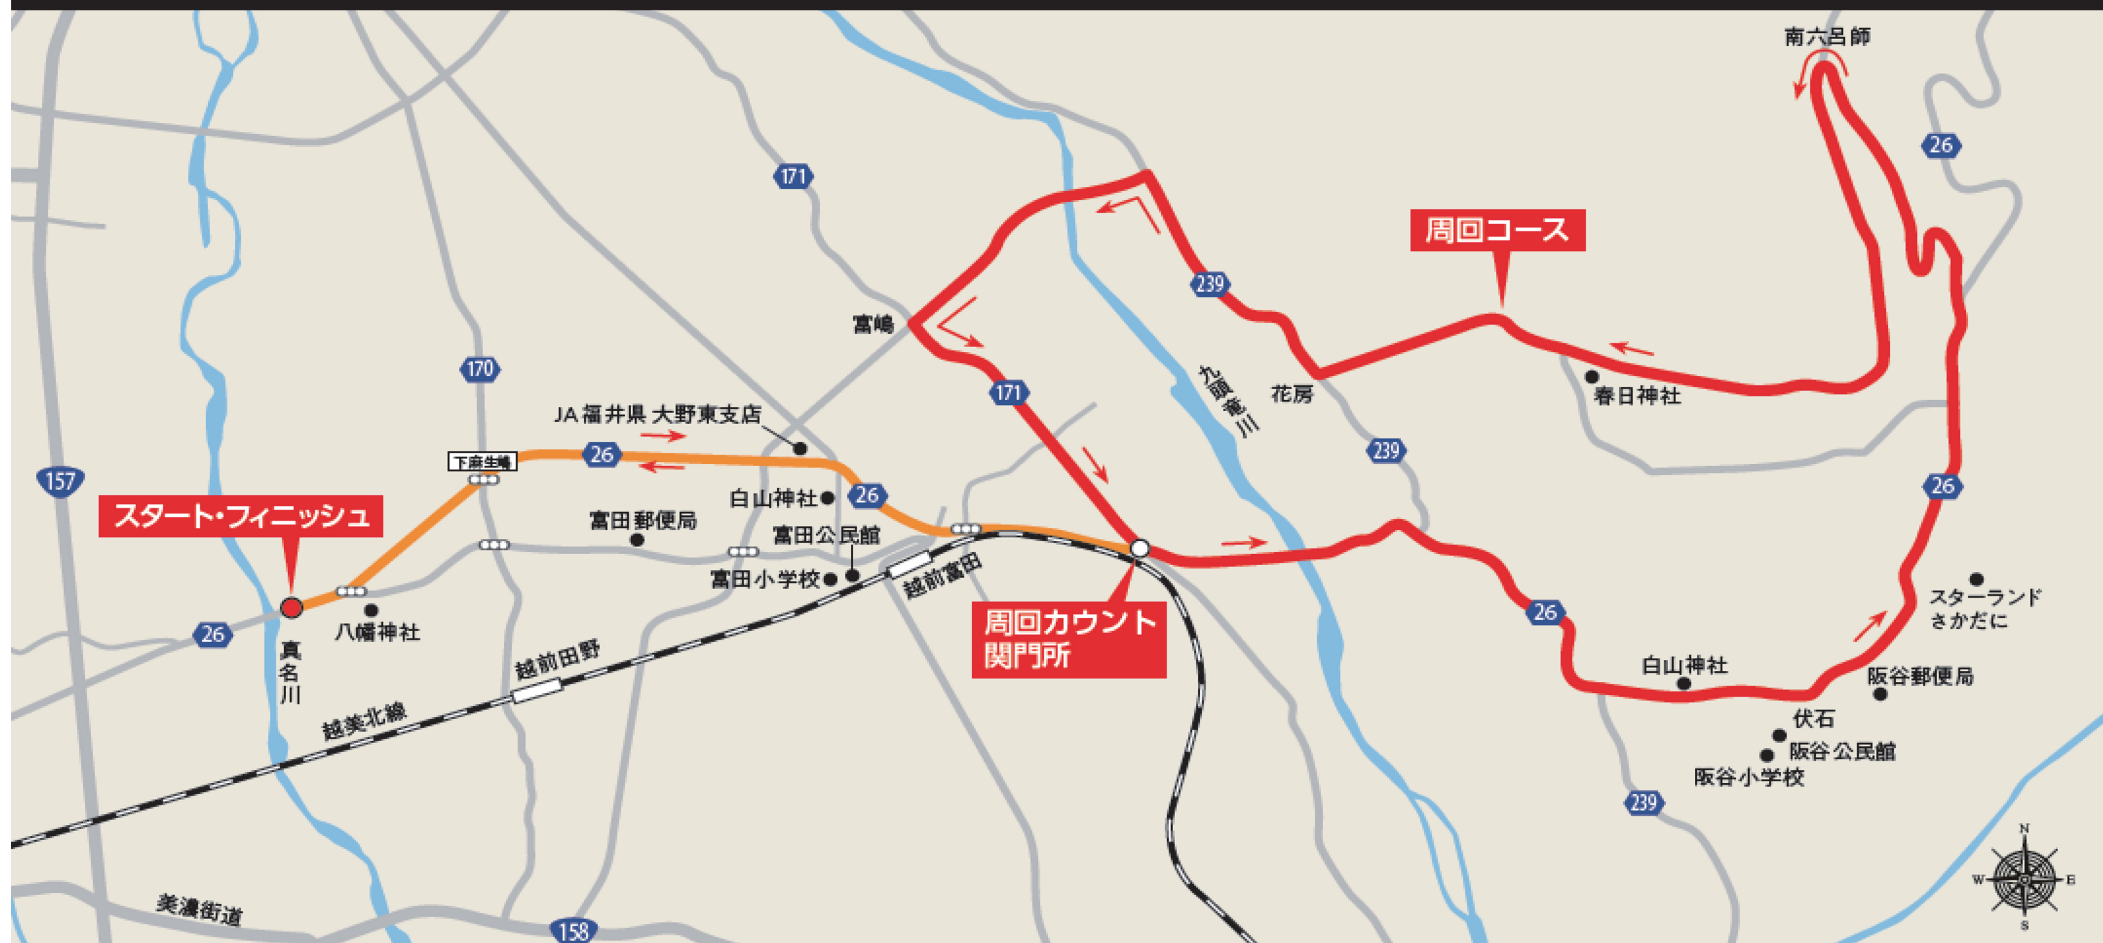 南六呂師
26
171
周回コース
239
富嶋
170
171
九頭竜川
花房
春日神社
JA福井県 大野東支店
下麻生嶋
26
239
157
スタート・フィニッシュ
白山神社
26
26
富田郵便局
富田公民館
富田小学校
越前富田
八幡神社
26
周回カウント
関門所
26
スターランド
さかだに
真名川
越前田野
白山神社
阪谷郵便局
越美北線
伏石
阪谷公民館
阪谷小学校
239
N
W
E
S
美濃街道
158